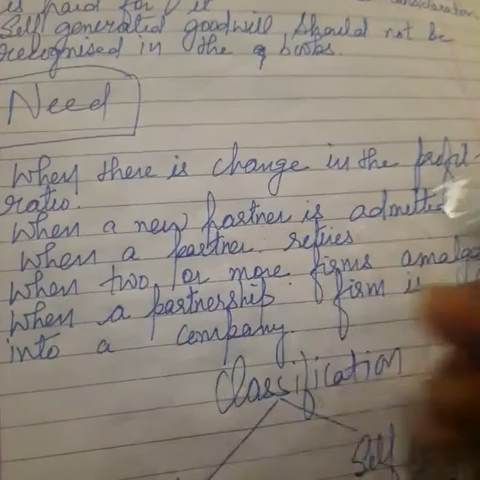 is paid for it consideration
Self generated goodwill should not be
recognised in the books.
Need
When there is change in the profit
ratio.
When a new partner is admitted
When a partner retires
When two or more firms amalga
When a partnership firm is
into a company.
Classification
Self